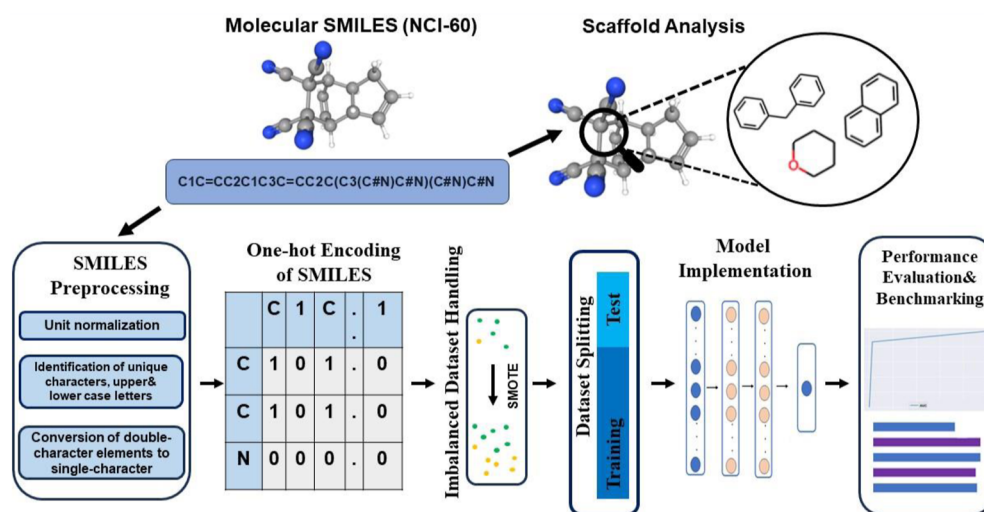 Molecular SMILES (NCI-60)
Scaffold Analysis
O
C1C=CC2C1C3C=CC2C(C3(C#N)C#N)(C#N)C#N
SMILES
Preprocessing
Unit normalization
Identification of unique
characters, upper&
lower case letters
Conversion of double-
character elements to
single-character
One-hot Encoding
of SMILES
C 1 C . 1
.
C 1 0 1 . 0
C 1 0 1 . 0
N 0 0 0 . 0
Imbalanced Dataset Handling
SMOTE
Dataset Splitting
Test
Training
Model
Implementation
Performance
Evaluation&
Benchmarking